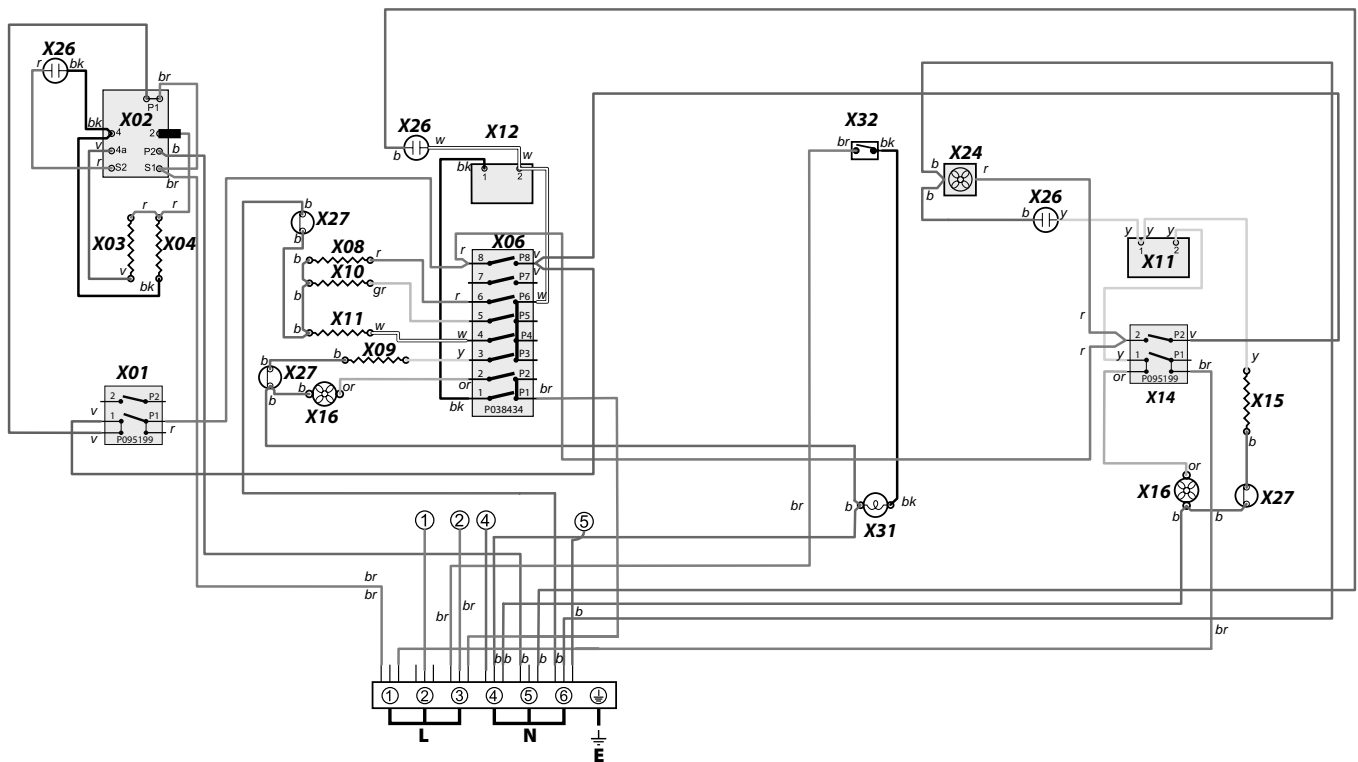 X26
r
bk
br
P1
bk
X02
4
2
v
4a
P2
b
r
S2
S1
br
r
r
X03
X04
v
bk
X26
b
w
X12
bk
1
2
X32
br
bk
X24
b
r
b
X26
b
y
y
y
y
1
2
X11
b
X27
b
X06
r
8
P8
v
v
7
P7
r
6
P6
w
5
P5
w
4
P4
y
3
P3
or
2
P2
br
bk
1
P1
P038434
b
X08
r
X10
b
gr
X11
b
w
X09
b
b
X27
b
b
or
X16
X01
2
P2
v
1
P1
v
r
P095199
r
r
2
P2
v
y
1
P1
br
or
P095199
X14
y
X15
b
or
X16
X27
b
b
br
b
bk
X31
1
2
4
5
br
br
br
br
b
br
b
b
b
b
b
1
2
3
4
5
6
L
N
E